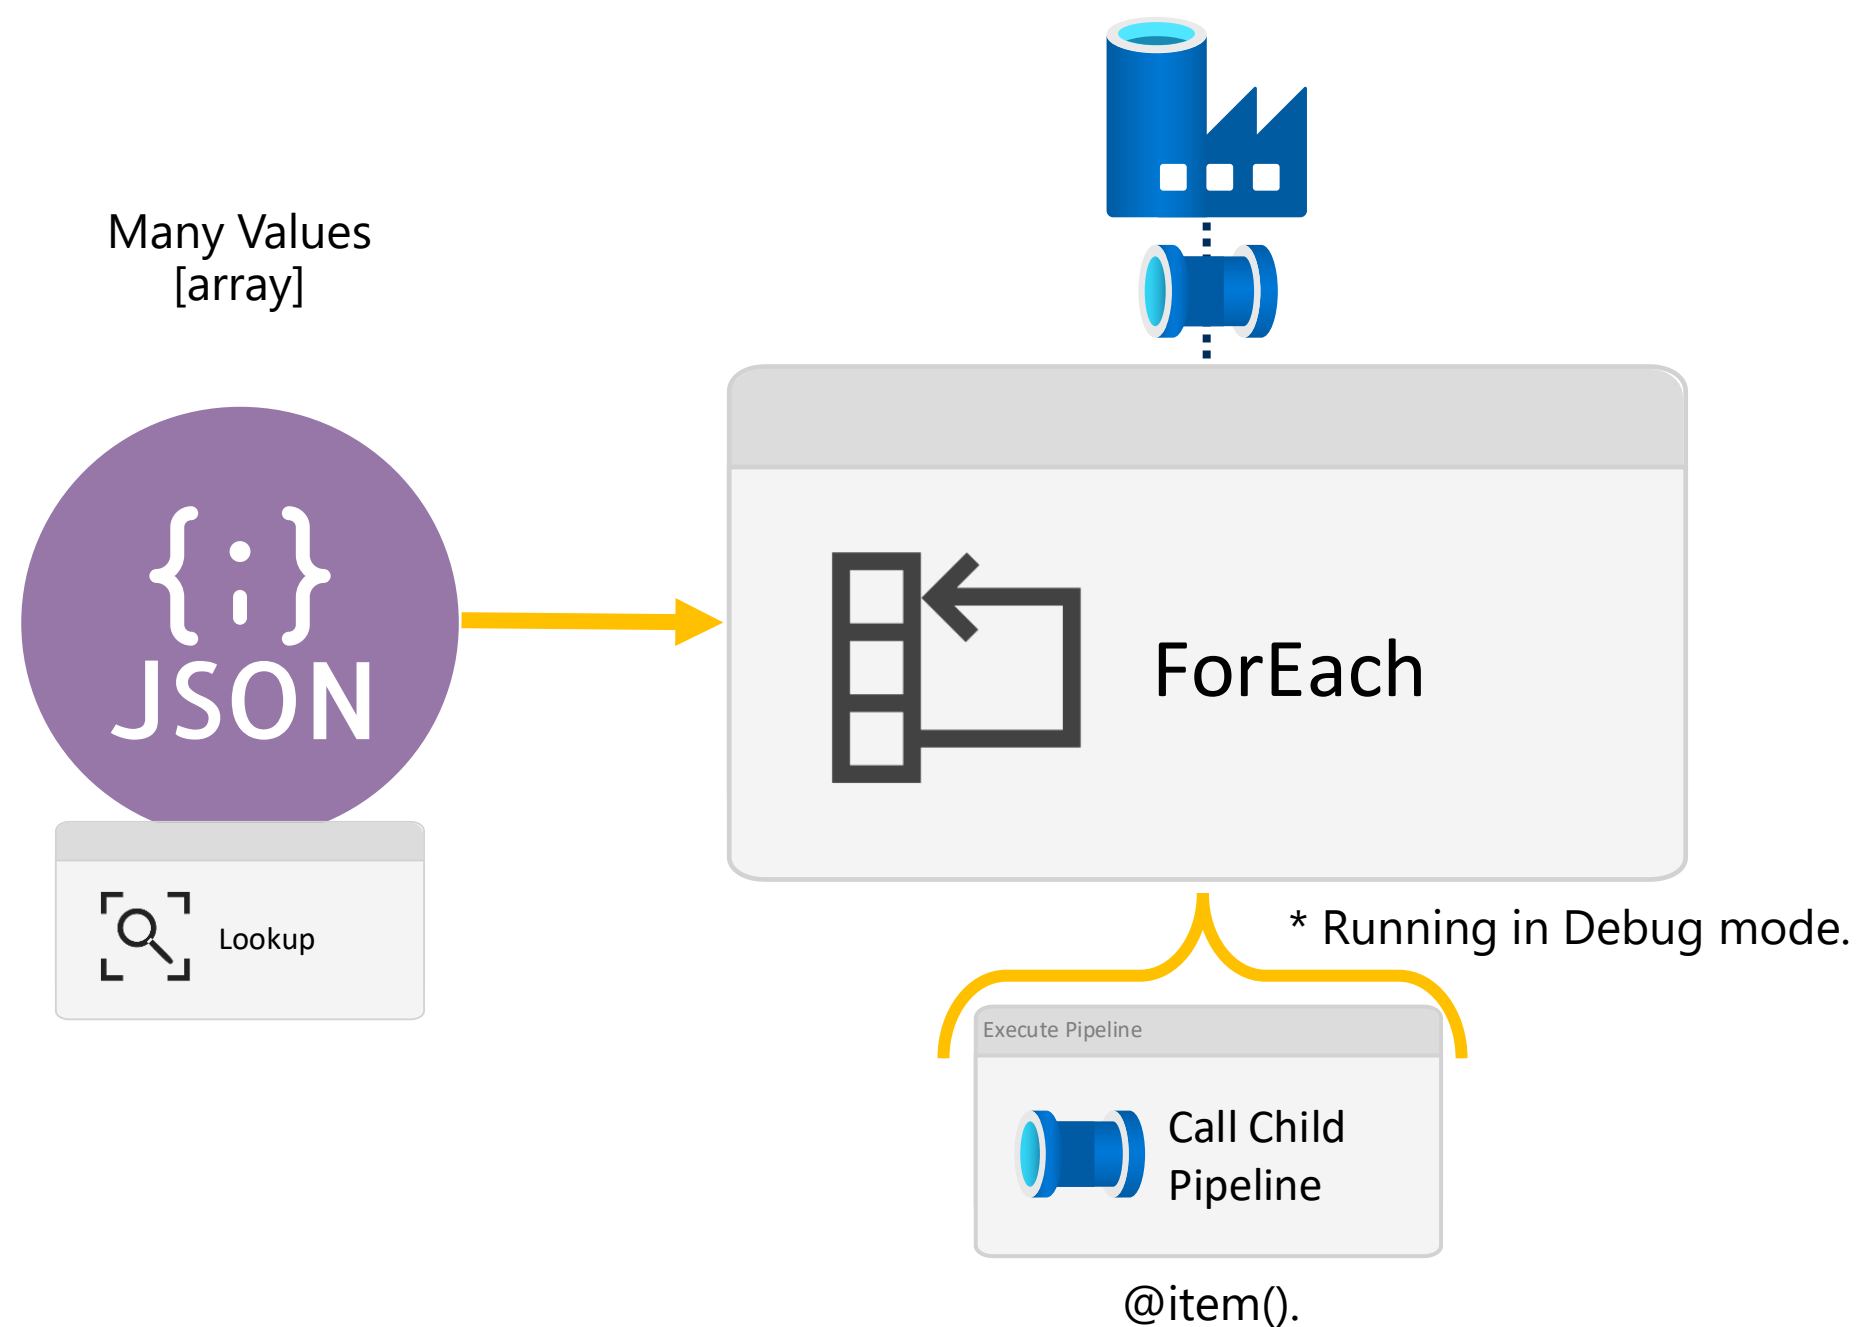 Many Values
[array]
{;}
JSON
Lookup
ForEach
* Running in Debug mode.
Execute Pipeline
Call Child
Pipeline
@item().